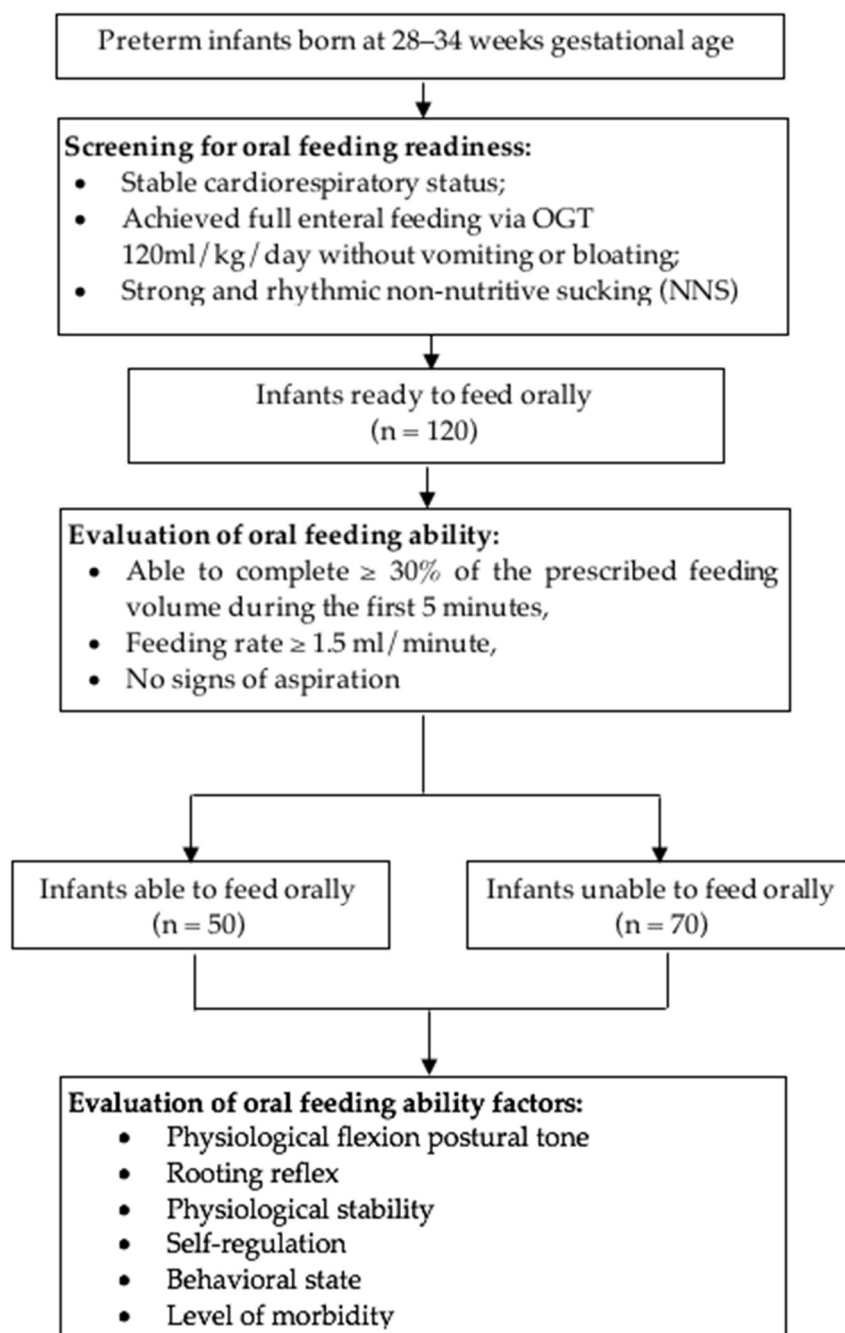 Preterm infants born at 28–34 weeks gestational age
Screening for oral feeding readiness:
• Stable cardiorespiratory status;
• Achieved full enteral feeding via OGT
120ml/kg/day without vomiting or bloating;
• Strong and rhythmic non-nutritive sucking (NNS)
Infants ready to feed orally
(n = 120)
Evaluation of oral feeding ability:
• Able to complete ≥ 30% of the prescribed feeding
volume during the first 5 minutes,
• Feeding rate ≥ 1.5 ml/minute,
• No signs of aspiration
Infants able to feed orally
(n = 50)
Infants unable to feed orally
(n = 70)
Evaluation of oral feeding ability factors:
• Physiological flexion postural tone
• Rooting reflex
• Physiological stability
• Self-regulation
• Behavioral state
• Level of morbidity